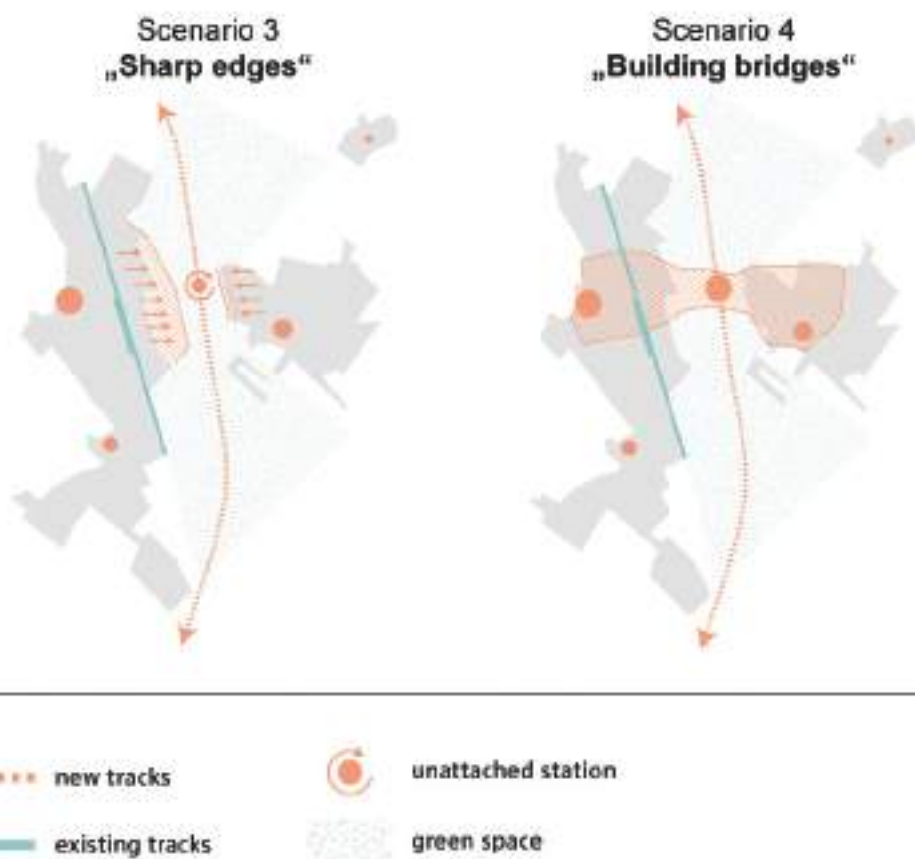 Scenario 3
„Sharp edges“
Scenario 4
„Building bridges“
new tracks
unattached station
existing tracks
green space